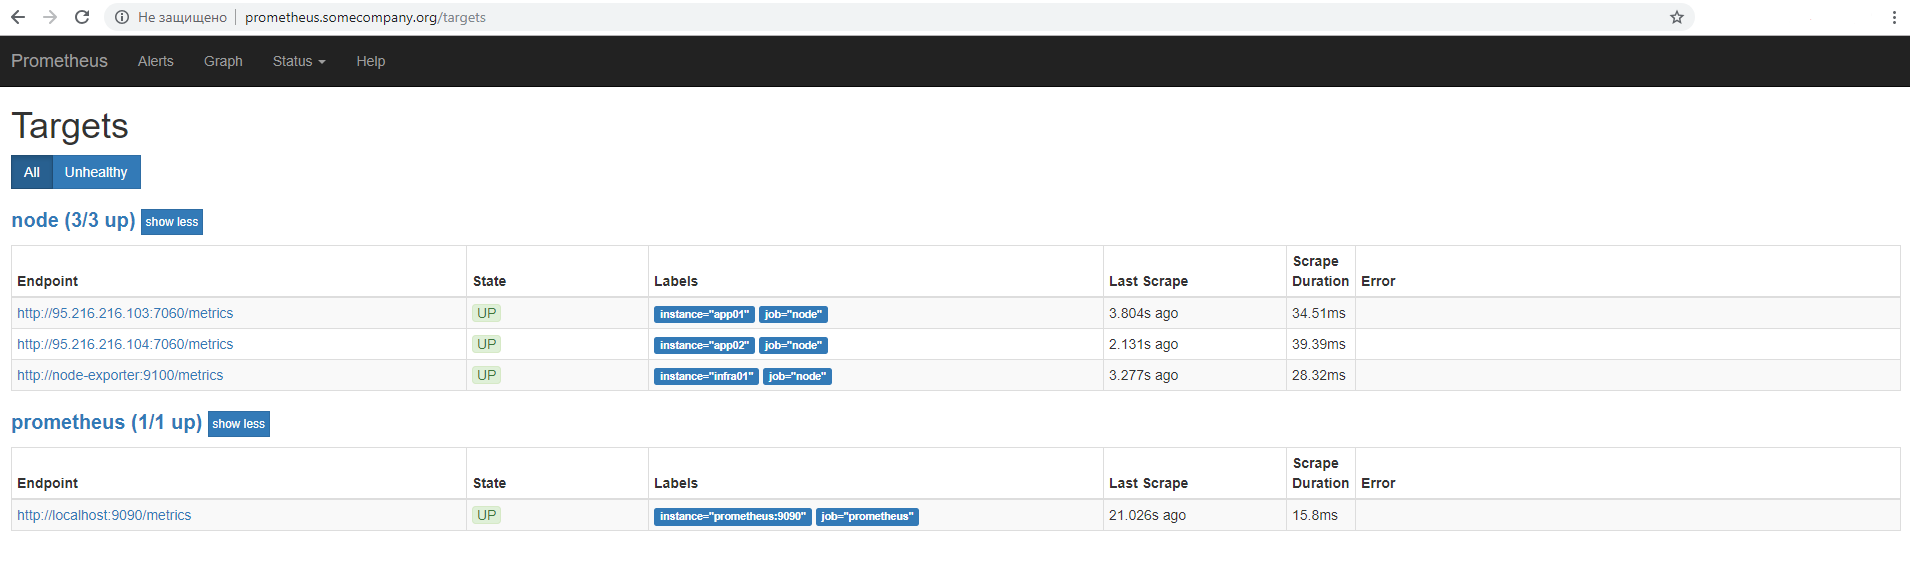 Не защищено prometheus.somecompany.org/targets
Prometheus Alerts Graph Status Help
Targets
All Unhealthy
node (3/3 up) show less
Endpoint State Labels Last Scrape Scrape Duration Error
http://95.216.216.103:7060/metrics UP instance="app01" job="node" 3.804s ago 34.51ms
http://95.216.216.104:7060/metrics UP instance="app02" job="node" 2.131s ago 39.39ms
http://node-exporter:9100/metrics UP instance="infra01" job="node" 3.277s ago 28.32ms
prometheus (1/1 up) show less
Endpoint State Labels Last Scrape Scrape Duration Error
http://localhost:9090/metrics UP instance="prometheus:9090" job="prometheus" 21.026s ago 15.8ms